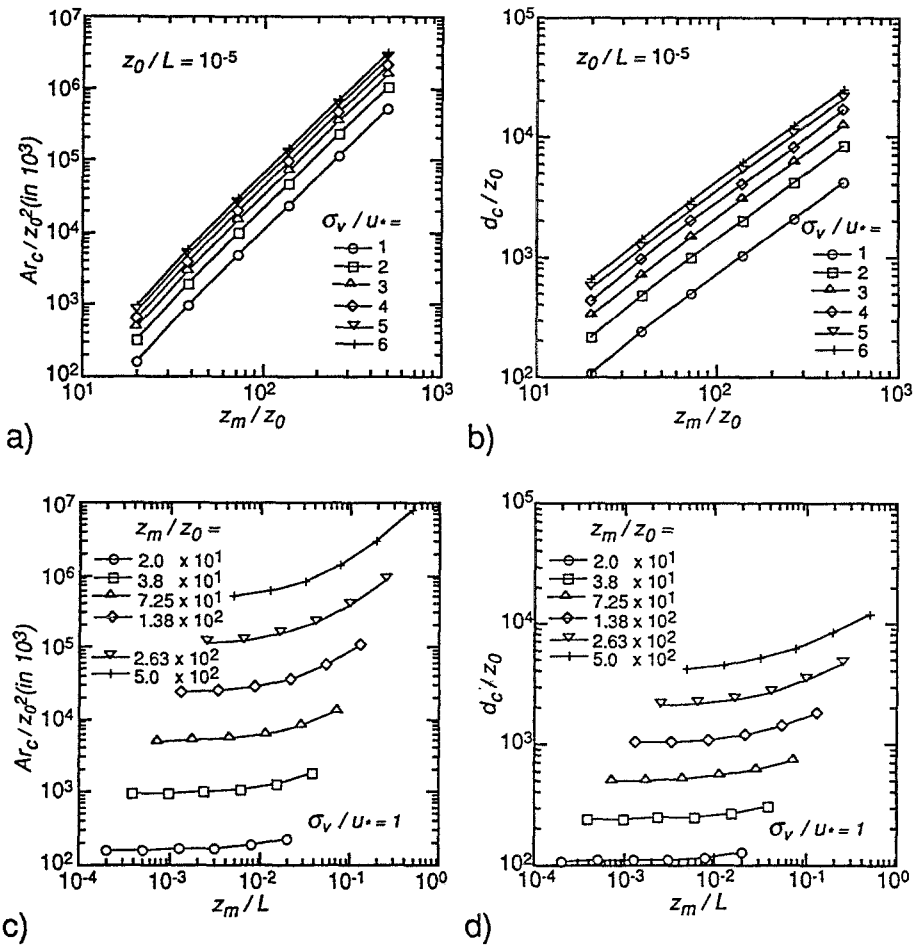 10⁷
10⁶
10⁵
10⁴
10³
10²
Ar_c/z₀²(in 10³)
z₀/L = 10⁻⁵
σ_v/u* =
1
2
3
4
5
6
10¹
10²
10³
z_m/z₀
a)
10⁵
10⁴
10³
10²
d_c/z₀
z₀/L = 10⁻⁵
σ_v/u* =
1
2
3
4
5
6
10¹
10²
10³
z_m/z₀
b)
10⁷
10⁶
10⁵
10⁴
10³
10²
Ar_c/z₀²(in 10³)
z_m/z₀ =
2.0 x 10¹
3.8 x 10¹
7.25 x 10¹
1.38 x 10²
2.63 x 10²
5.0 x 10²
σ_v/u* = 1
10⁻⁴
10⁻³
10⁻²
10⁻¹
10⁰
z_m/L
c)
10⁵
10⁴
10³
10²
d_c/z₀
z_m/z₀ =
2.0 x 10¹
3.8 x 10¹
7.25 x 10¹
1.38 x 10²
2.63 x 10²
5.0 x 10²
σ_v/u* = 1
10⁻⁴
10⁻³
10⁻²
10⁻¹
10⁰
z_m/L
d)